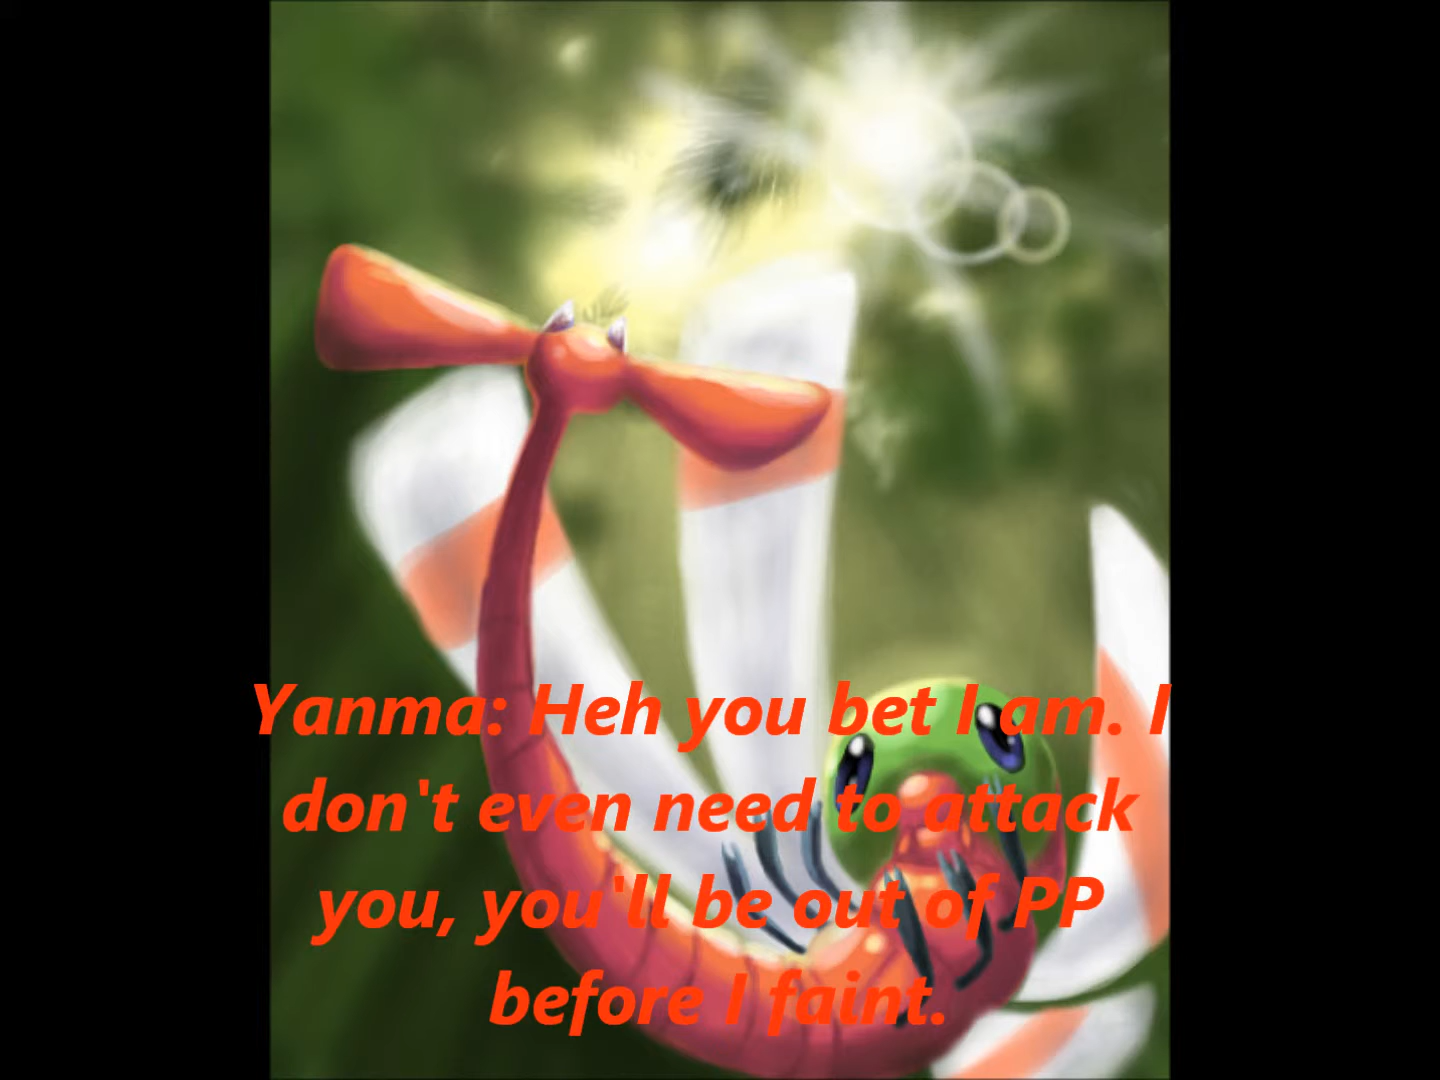 Yanma: Heh you bet I am. I
don't even need to attack
you, you'll be out of PP
before I faint.